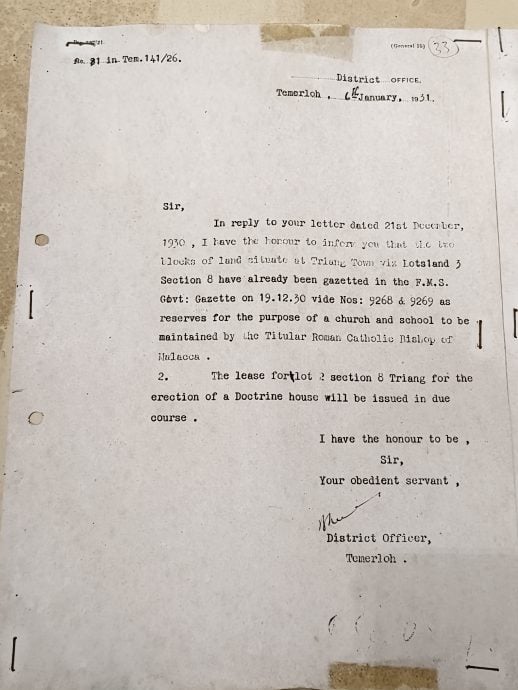 (General 16) 33
No. 31 in Tem. 141/26.
District OFFICE,
Temerloh , 6th January, 1931.
Sir,
In reply to your letter dated 21st December,
1930 , I have the honour to inform you that the two
blocks of land situate at Triang Town viz Lots1and 3
Section 8 have already been gazetted in the F.M.S.
Govt: Gazette on 19.12.30 vide Nos: 9268 & 9269 as
reserves for the purpose of a church and school to be
maintained by the Titular Roman Catholic Bishop of
Malacca .
2. The lease for lot 2 section 8 Triang for the
erection of a Doctrine house will be issued in due
course .
I have the honour to be ,
Sir,
Your obedient servant ,
District Officer,
Temerloh .